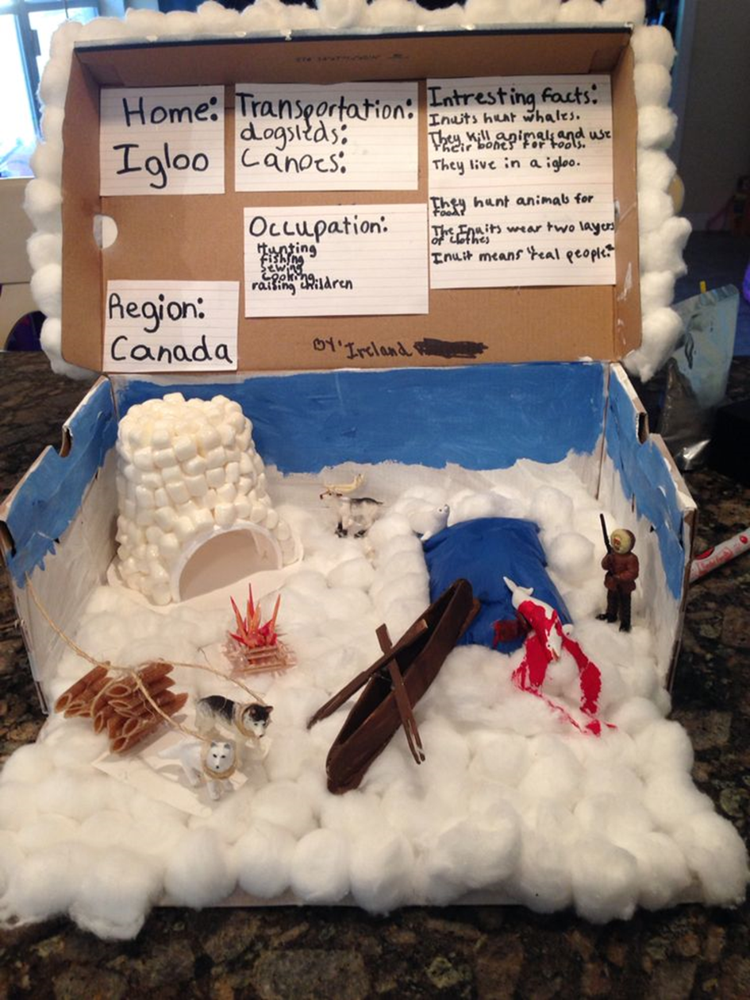 Home:
Igloo
Transportation:
dogsleds:
Canoes:
Intresting facts:
Inuits hunt whales.
They kill animals and use
their bones for tools.
They live in a igloo.
They hunt animals for
food.
The Inuits wear two layers
of clothes
Inuit means "real people."
Occupation:
Hunting
fishing
sewing
cooking
raising children
Region:
Canada
BY: Ireland